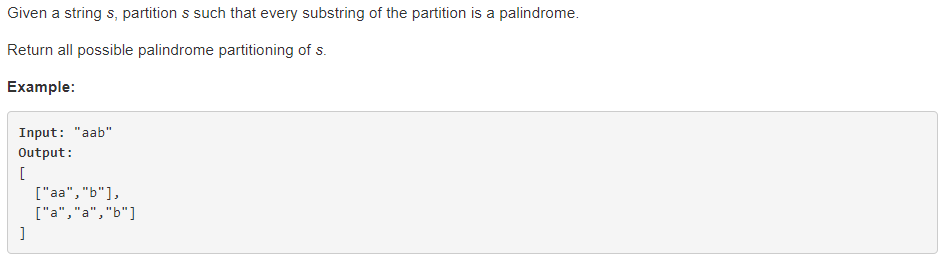 Given a string s, partition s such that every substring of the partition is a palindrome.
Return all possible palindrome partitioning of s.
Example:
Input: "aab"
Output:
[
  ["aa","b"],
  ["a","a","b"]
]